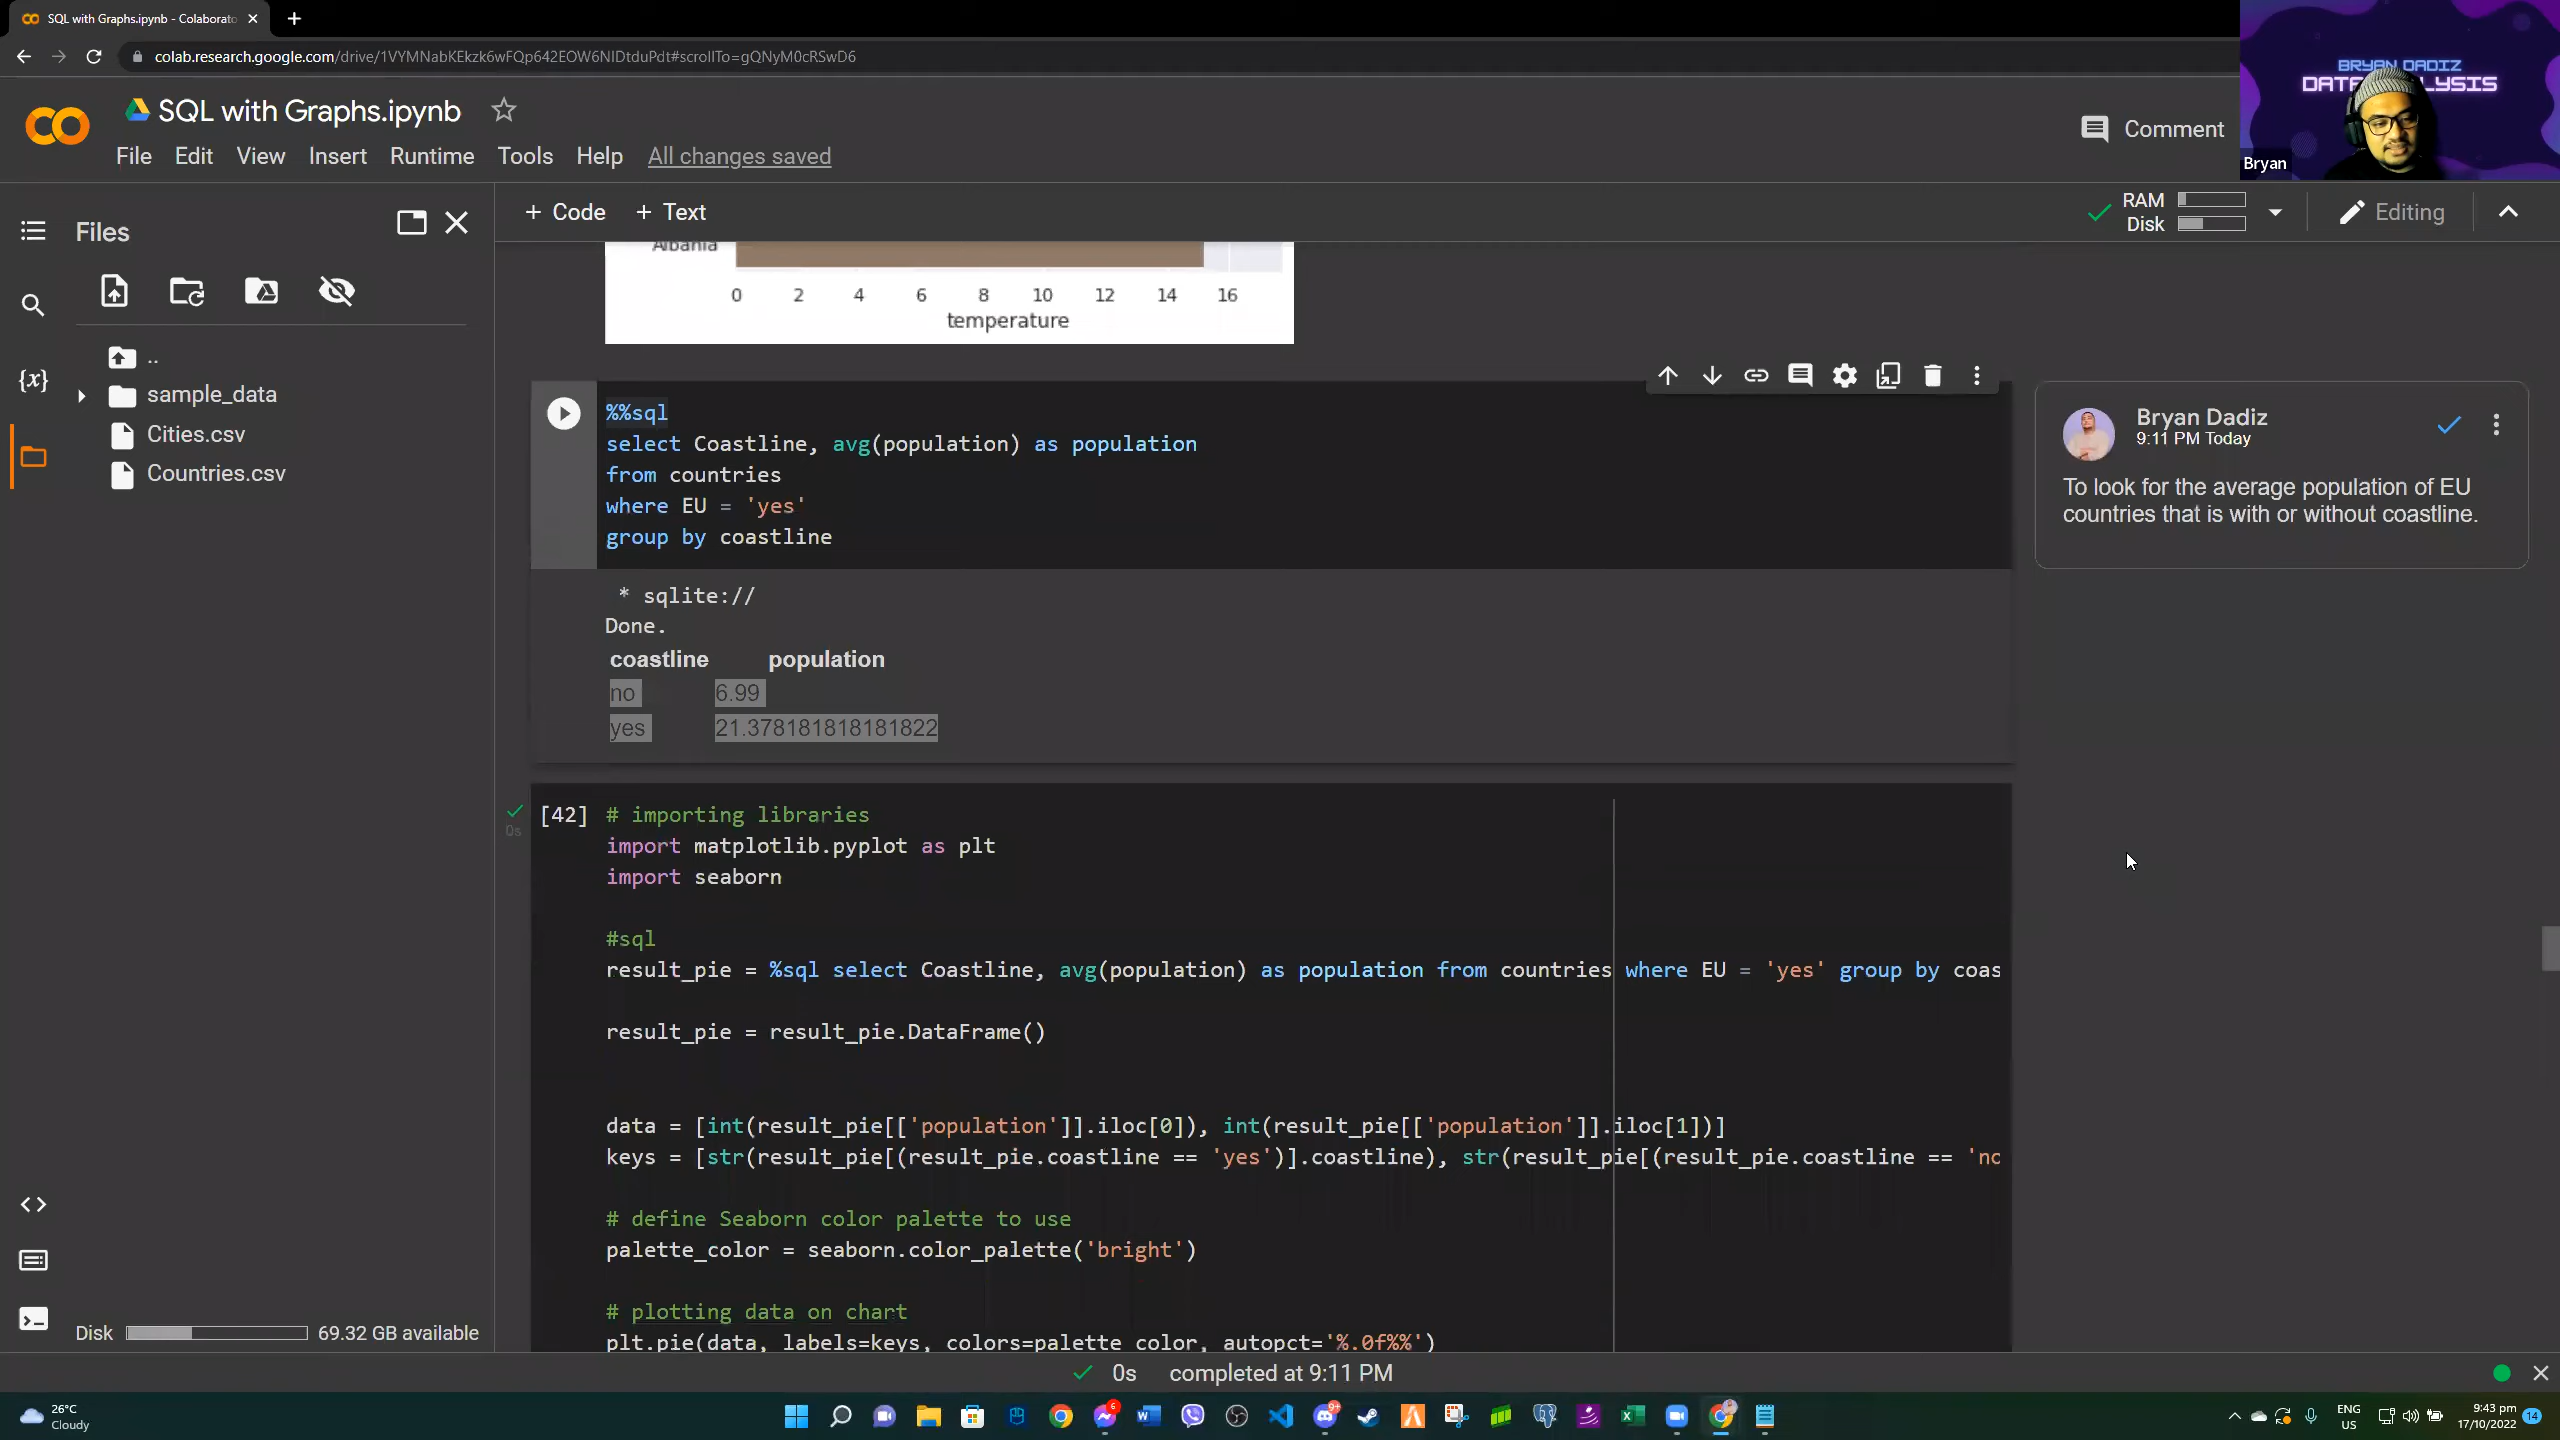 SQL with Graphs.ipynb - Colaborato
colab.research.google.com/drive/1VYMNabKEkzk6wFQp642EOW6NIDtduPdt#scrollTo=gQNyM0cRSwD6
BRYAN DADIZ
Bryan
SQL with Graphs.ipynb
File Edit View Insert Runtime Tools Help All changes saved
Comment
Files
+ Code + Text
RAM
Disk
Editing
..
sample_data
Cities.csv
Countries.csv
Albania
0 2 4 6 8 10 12 14 16
temperature
%%sql
select Coastline, avg(population) as population
from countries
where EU = 'yes'
group by coastline
* sqlite://
Done.
coastline population
no 6.99
yes 21.378181818181822
Bryan Dadiz
9:11 PM Today
To look for the average population of EU
countries that is with or without coastline.
0s
[42] # importing libraries
import matplotlib.pyplot as plt
import seaborn
#sql
result_pie = %sql select Coastline, avg(population) as population from countries where EU = 'yes' group by coas
result_pie = result_pie.DataFrame()
data = [int(result_pie[['population']].iloc[0]), int(result_pie[['population']].iloc[1])]
keys = [str(result_pie[(result_pie.coastline == 'yes')].coastline), str(result_pie[(result_pie.coastline == 'no
# define Seaborn color palette to use
palette_color = seaborn.color_palette('bright')
# plotting data on chart
plt.pie(data, labels=keys, colors=palette_color, autopct='%.0f%%')
Disk 69.32 GB available
0s completed at 9:11 PM
26°C
Cloudy
6
9+
ENG
US
9:43 pm
17/10/2022
14